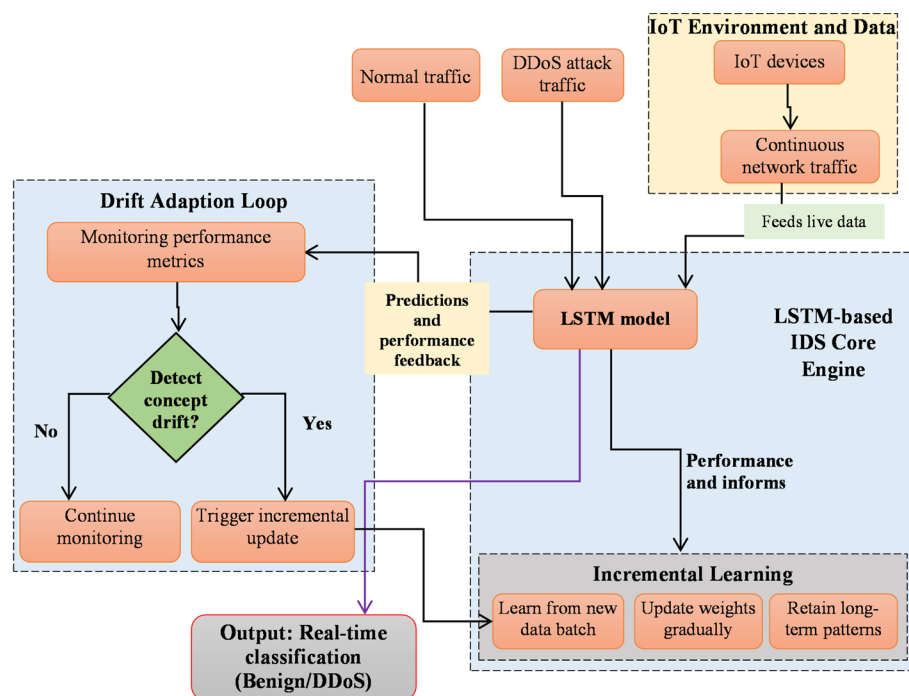 IoT Environment and Data
IoT devices
Continuous
network traffic
Feeds live data
Normal traffic
DDoS attack
traffic
Drift Adaption Loop
Monitoring performance
metrics
Detect
concept
drift?
No
Yes
Continue
monitoring
Trigger incremental
update
Predictions
and
performance
feedback
LSTM model
LSTM-based
IDS Core
Engine
Performance
and informs
Incremental Learning
Learn from new
data batch
Update weights
gradually
Retain long-
term patterns
Output: Real-time
classification
(Benign/DDoS)